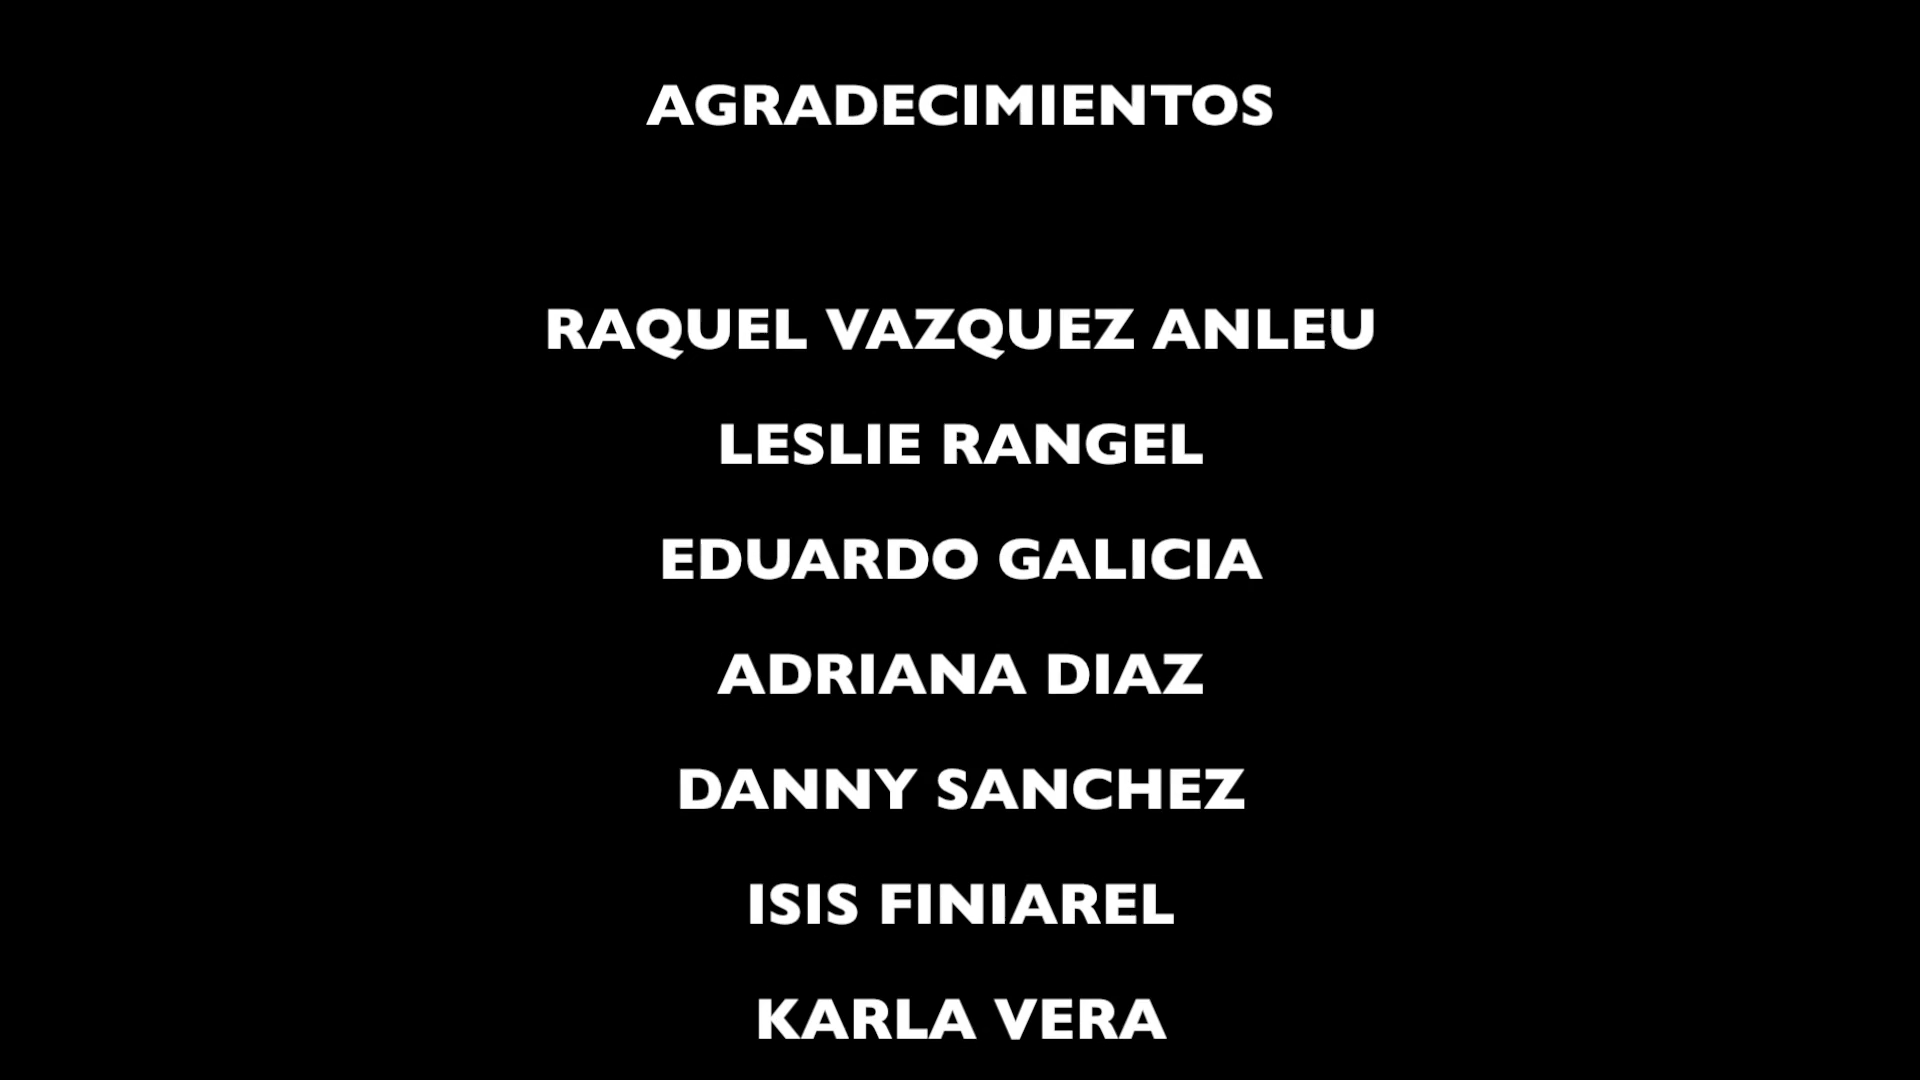 AGRADECIMIENTOS
RAQUEL VAZQUEZ ANLEU
LESLIE RANGEL
EDUARDO GALICIA
ADRIANA DIAZ
DANNY SANCHEZ
ISIS FINIAREL
KARLA VERA